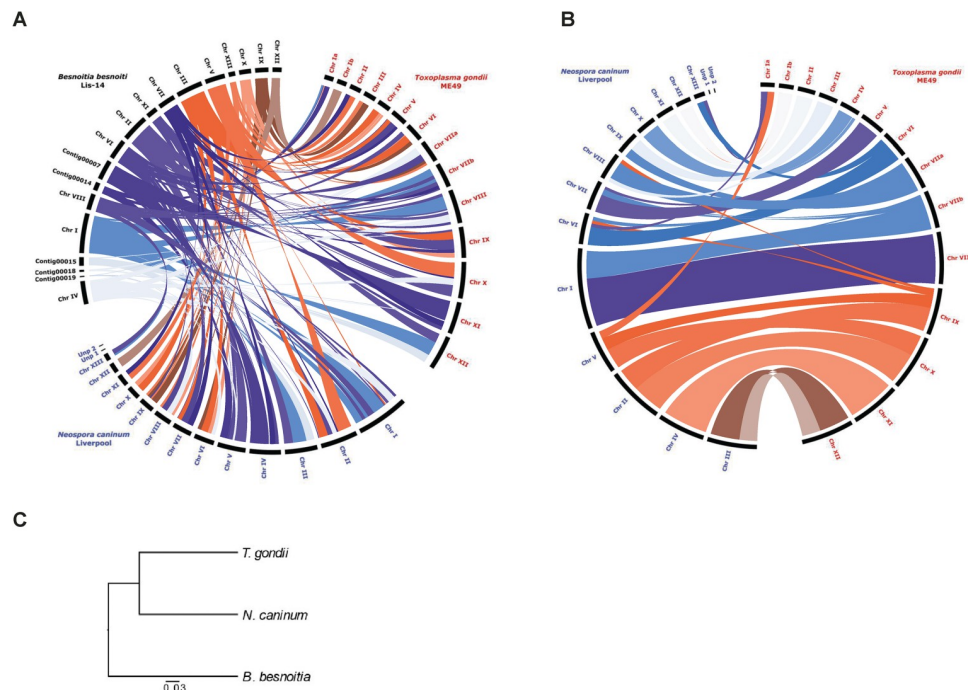 A
Besnoitia besnoiti
Lis-14
Chr XII
Chr IX
Chr X
Chr XIII
Chr V
Chr III
Chr VII
Chr XI
Chr II
Chr VI
Contig00007
Contig00014
Chr VIII
Chr I
Contig00015
Contig00018
Contig00019
Chr IV
Toxoplasma gondii
ME49
Chr Ia
Chr Ib
Chr II
Chr III
Chr IV
Chr V
Chr VI
Chr VIIa
Chr VIIb
Chr VIII
Chr IX
Chr X
Chr XI
Chr XII
Neospora caninum
Liverpool
Unp 2
Unp 1
Chr XIII
Chr XII
Chr XI
Chr X
Chr IX
Chr VIII
Chr VII
Chr VI
Chr V
Chr IV
Chr III
Chr II
Chr I
B
Neospora caninum
Liverpool
Unp 2
Unp 1
Chr XIII
Chr XII
Chr XI
Chr X
Chr IX
Chr VIII
Chr VII
Chr VI
Chr I
Chr V
Chr II
Chr IV
Chr III
Toxoplasma gondii
ME49
Chr Ia
Chr Ib
Chr II
Chr III
Chr IV
Chr V
Chr VI
Chr VIIa
Chr VIIb
Chr VIII
Chr IX
Chr X
Chr XI
Chr XII
C
T. gondii
N. caninum
B. besnoitia
0.03